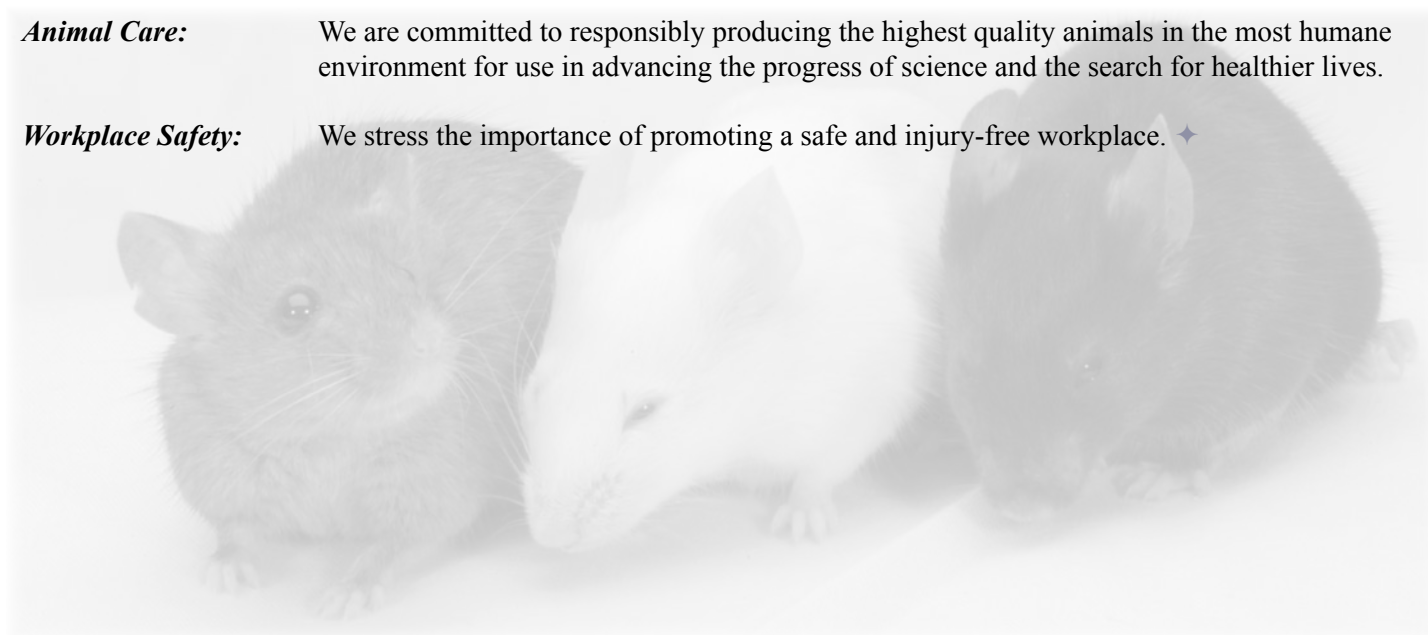 Animal Care: We are committed to responsibly producing the highest quality animals in the most humane
environment for use in advancing the progress of science and the search for healthier lives.
Workplace Safety: We stress the importance of promoting a safe and injury-free workplace. ✦